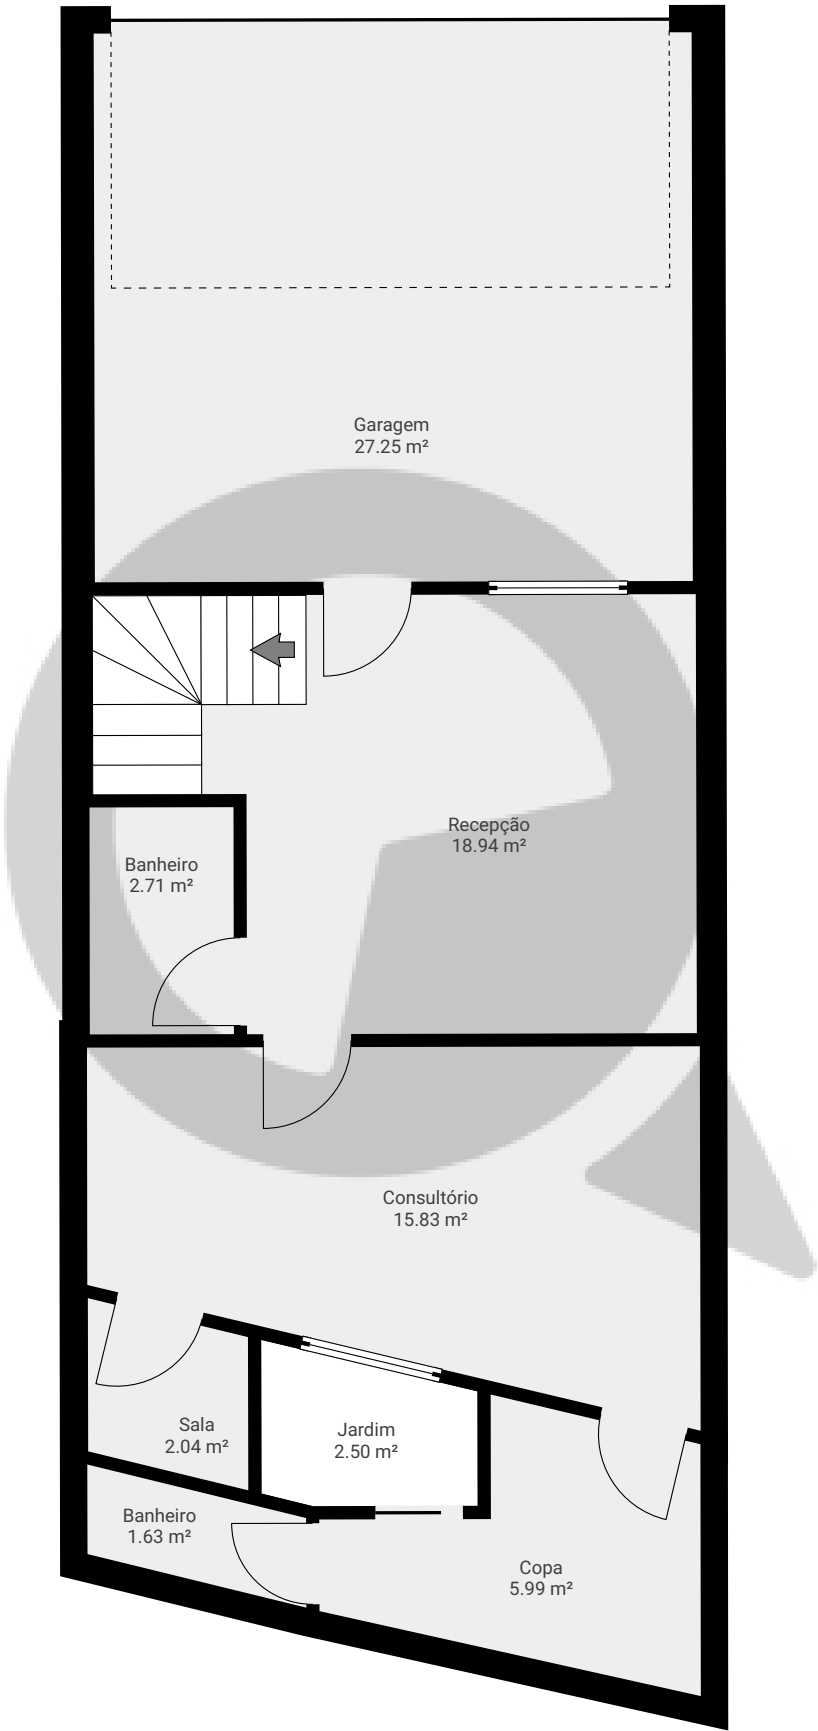 Garagem
27.25 m²
Recepção
18.94 m²
Banheiro
2.71 m²
Consultório
15.83 m²
Sala
2.04 m²
Jardim
2.50 m²
Banheiro
1.63 m²
Copa
5.99 m²